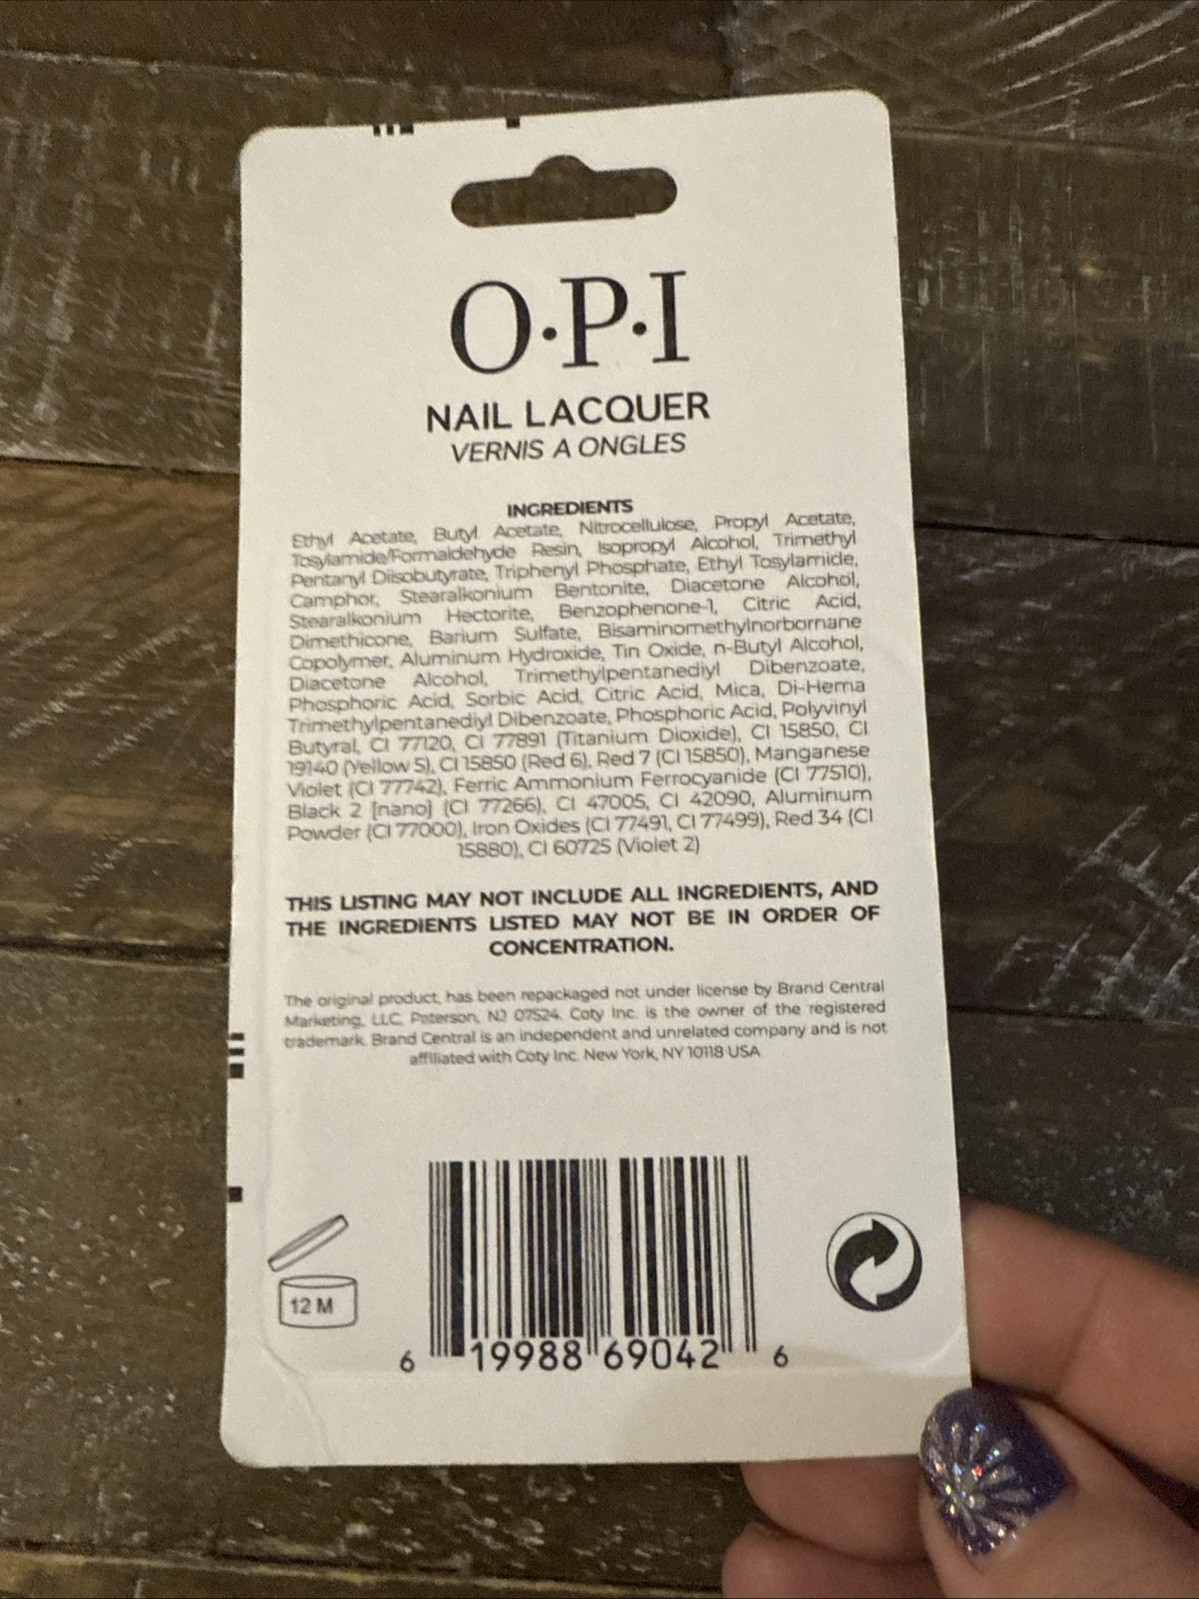 O·P·I
NAIL LACQUER
VERNIS A ONGLES
INGREDIENTS
Ethyl Acetate, Butyl Acetate, Nitrocellulose, Propyl Acetate,
Tosylamide/Formaldehyde Resin, Isopropyl Alcohol, Trimethyl
Pentanyl Diisobutyrate, Triphenyl Phosphate, Ethyl Tosylamide,
Camphor, Stearalkonium Bentonite, Diacetone Alcohol,
Stearalkonium Hectorite, Benzophenone-1, Citric Acid,
Dimethicone, Barium Sulfate, Bisaminomethylnorbornane
Copolymer, Aluminum Hydroxide, Tin Oxide, n-Butyl Alcohol,
Diacetone Alcohol, Trimethylpentanediyl Dibenzoate,
Phosphoric Acid, Sorbic Acid, Citric Acid, Mica, Di-Hema
Trimethylpentanediyl Dibenzoate, Phosphoric Acid, Polyvinyl
Butyral, CI 77120, CI 77891 (Titanium Dioxide), CI 15850, CI
19140 (Yellow 5), CI 15850 (Red 6), Red 7 (CI 15850), Manganese
Violet (CI 77742), Ferric Ammonium Ferrocyanide (CI 77510),
Black 2 [nano] (CI 77266), CI 47005, CI 42090, Aluminum
Powder (CI 77000), Iron Oxides (CI 77491, CI 77499), Red 34 (CI
15880), CI 60725 (Violet 2)
THIS LISTING MAY NOT INCLUDE ALL INGREDIENTS, AND
THE INGREDIENTS LISTED MAY NOT BE IN ORDER OF
CONCENTRATION.
The original product, has been repackaged not under license by Brand Central
Marketing, LLC, Paterson, NJ 07524. Coty Inc. is the owner of the registered
trademark. Brand Central is an independent and unrelated company and is not
affiliated with Coty Inc. New York, NY 10118 USA
12 M
6 19988 69042 6